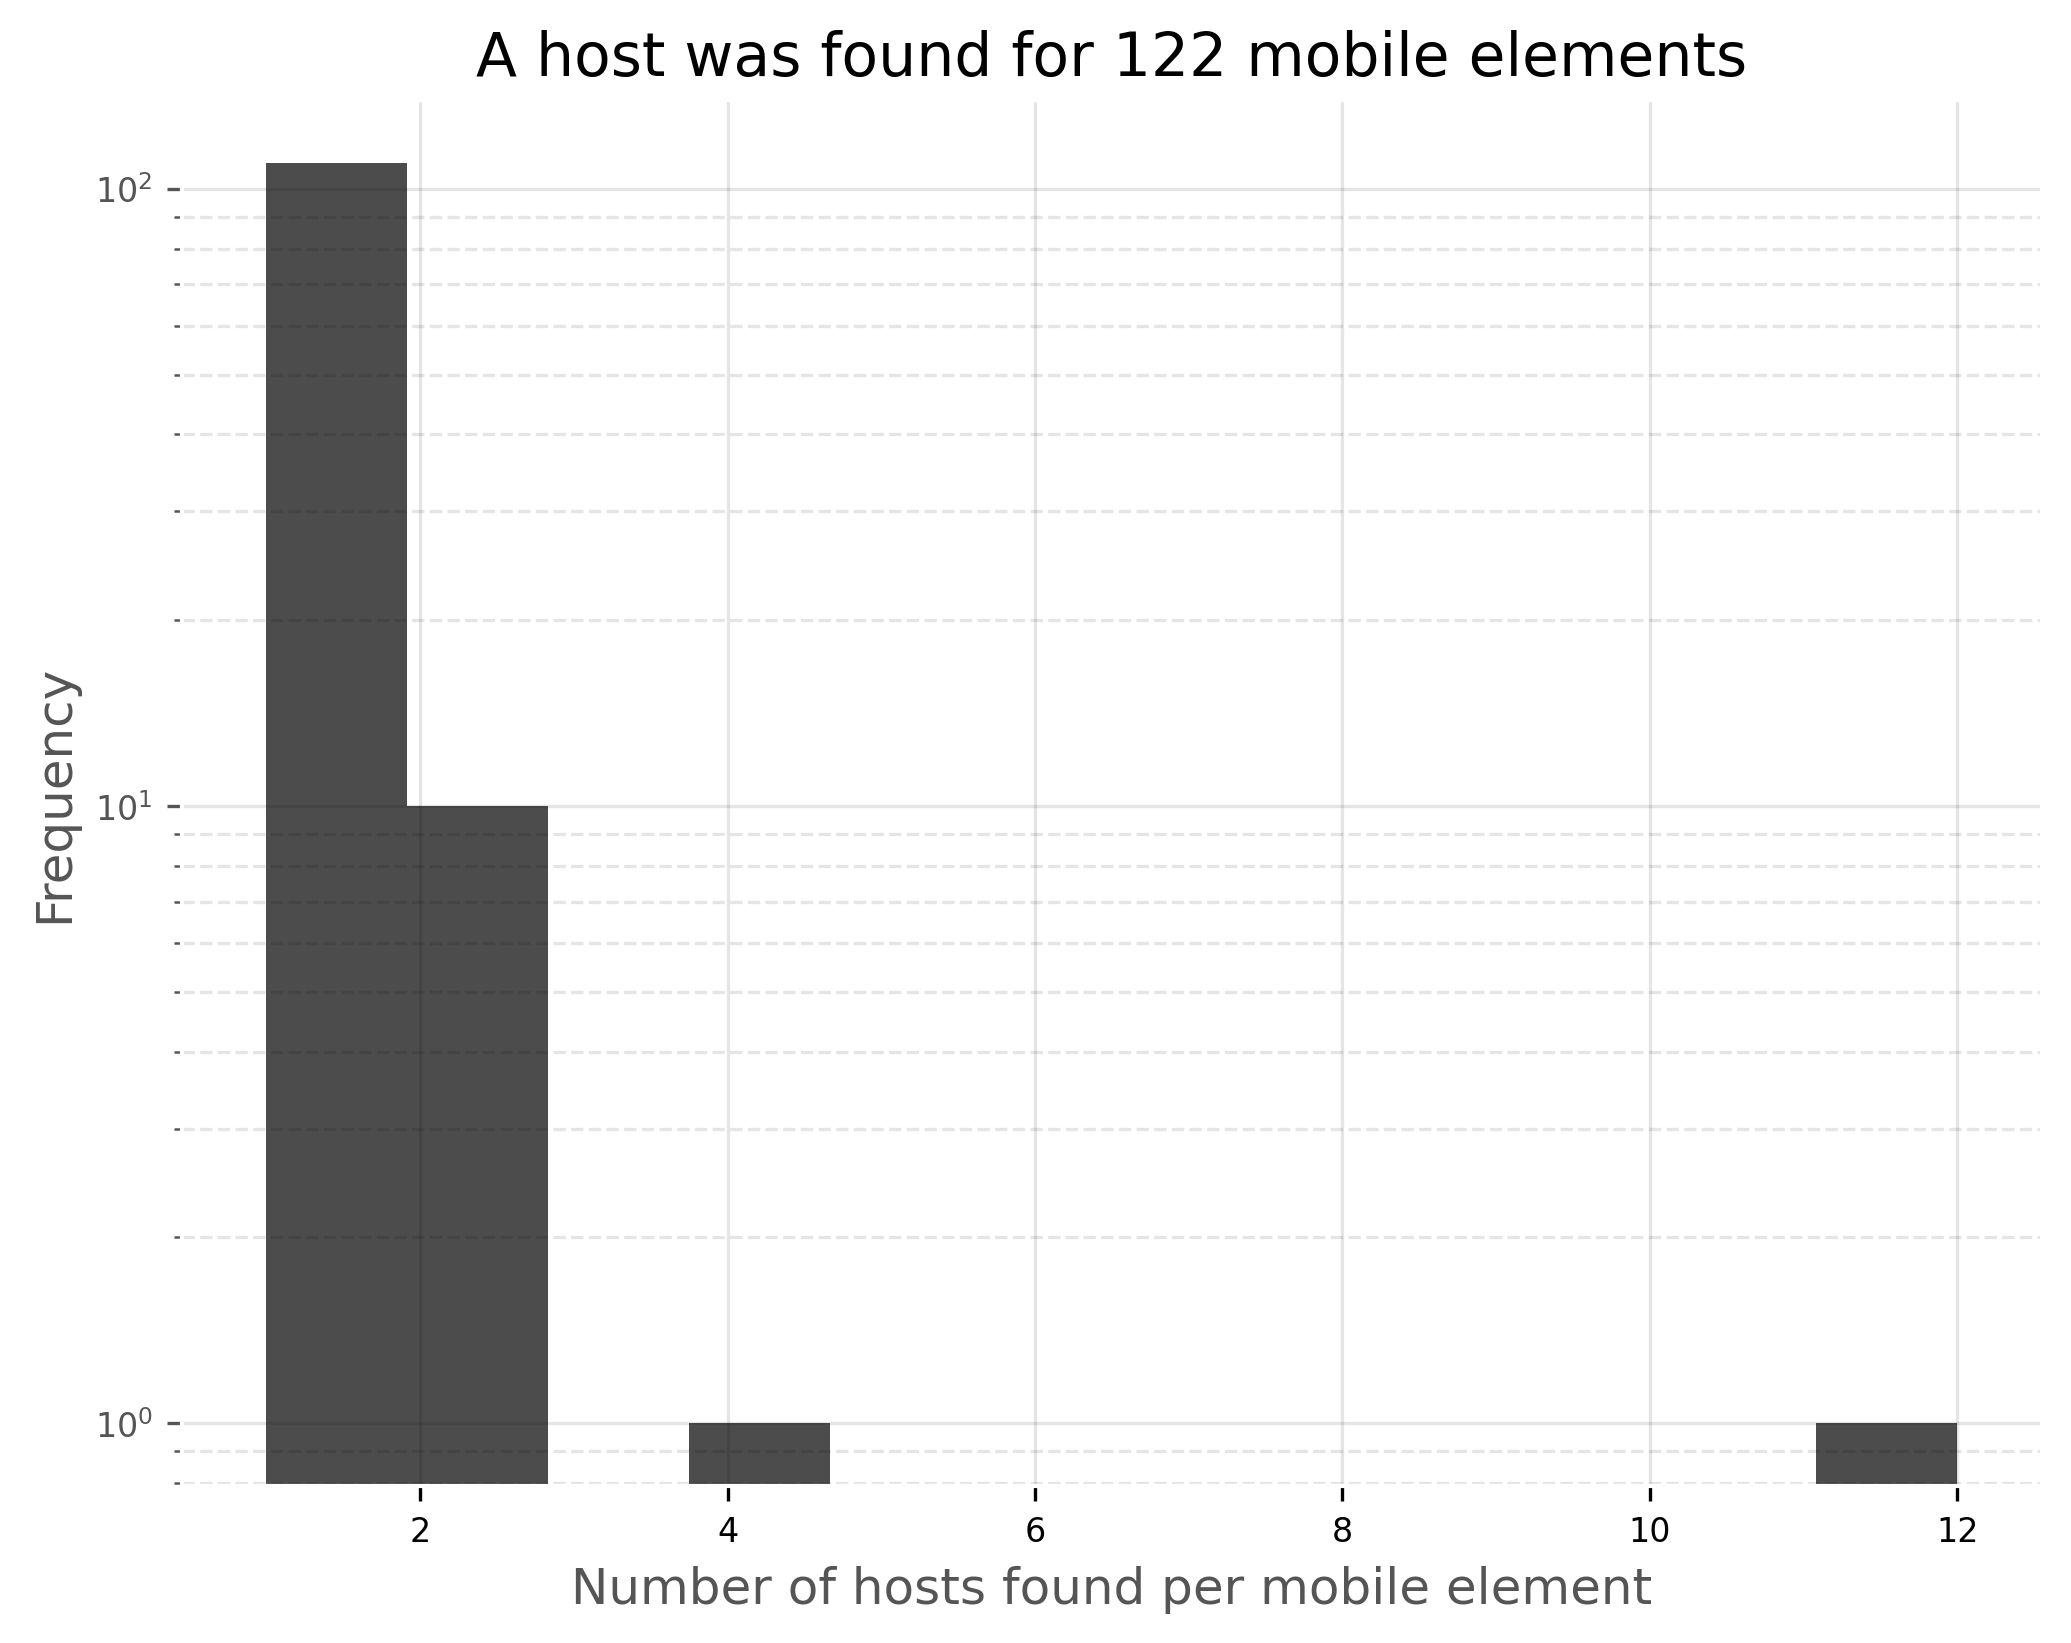 A host was found for 122 mobile elements
10²
10¹
10⁰
Frequency
2 4 6 8 10 12
Number of hosts found per mobile element